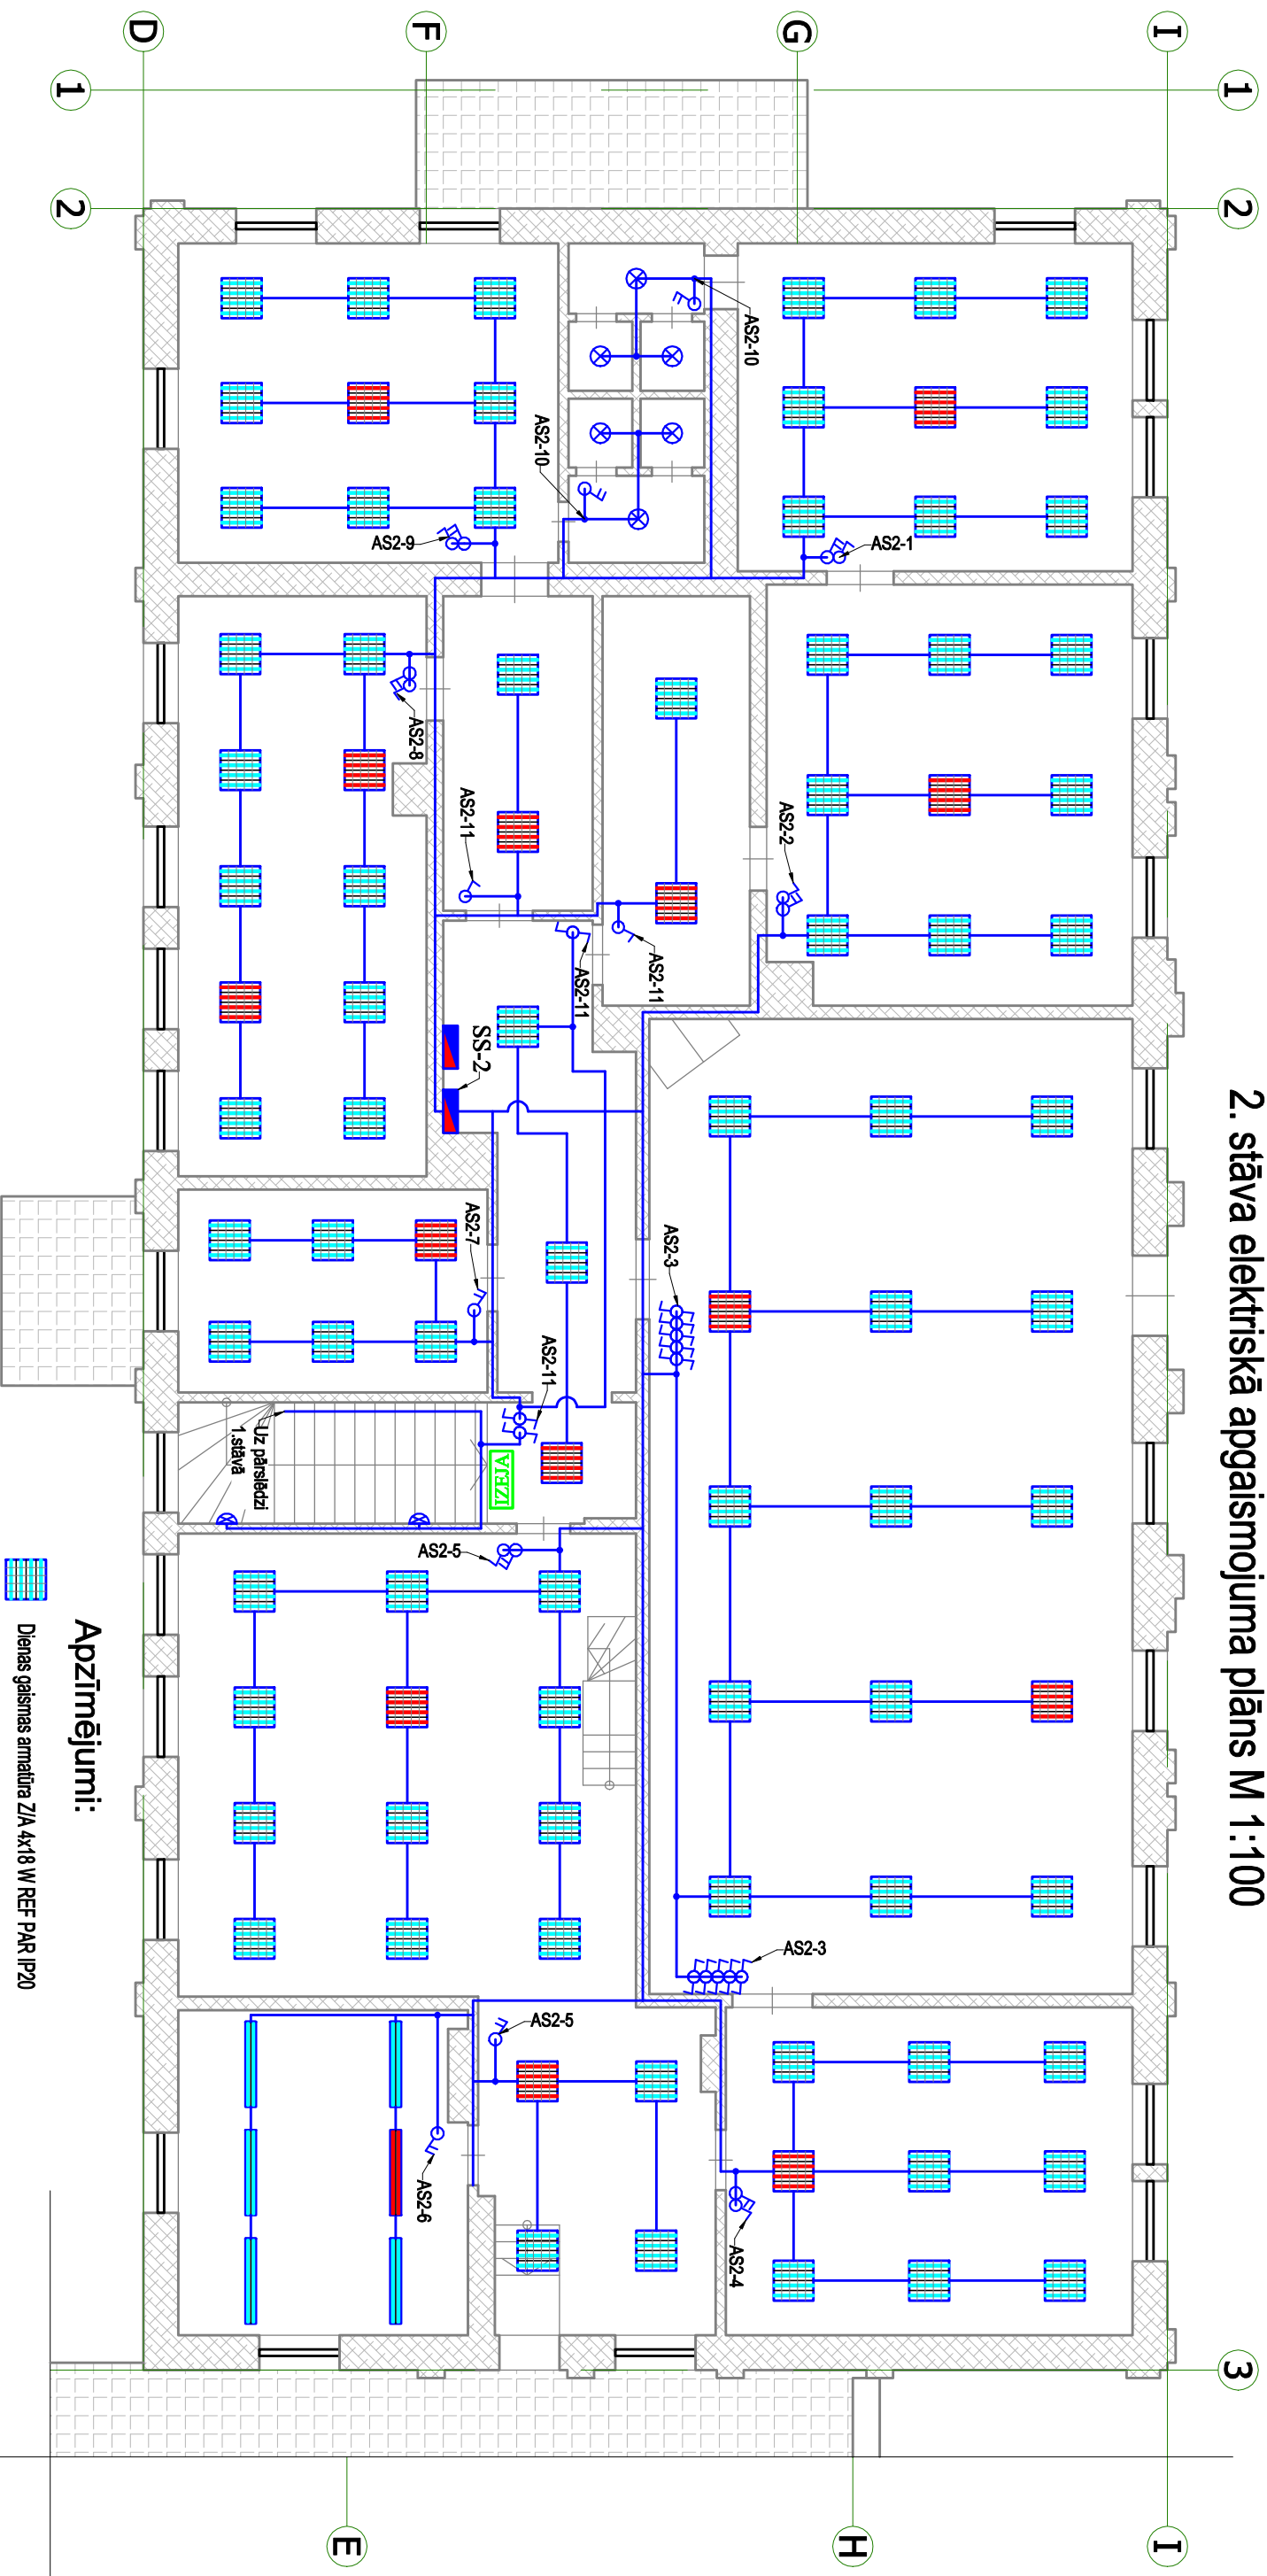 2. stāva elektriskā apgaismojuma plāns M 1:100
1
2
3
I
G
F
D
1
2
I
H
E
AS2-1
AS2-10
AS2-10
AS2-9
AS2-2
AS2-11
AS2-11
AS2-11
AS2-8
SS-2
AS2-3
AS2-7
AS2-11
IZEJA
Uz pārslēdzi
1.stāvā
AS2-5
AS2-3
AS2-5
AS2-4
AS2-6
Apzīmējumi:
Dienas gaismas armatūra Z/A 4x18 W REF PAR IP20